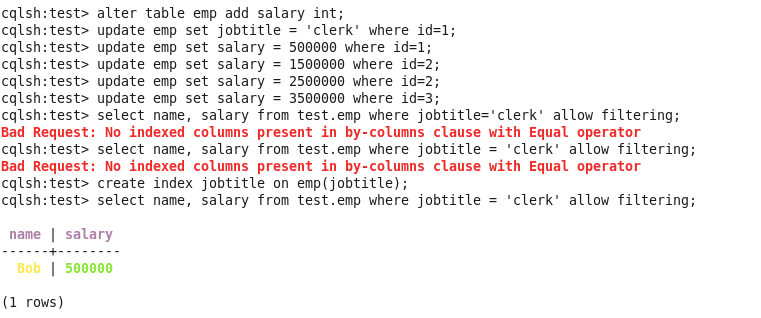 cqlsh:test> alter table emp add salary int;
cqlsh:test> update emp set jobtitle = 'clerk' where id=1;
cqlsh:test> update emp set salary = 500000 where id=1;
cqlsh:test> update emp set salary = 1500000 where id=2;
cqlsh:test> update emp set salary = 2500000 where id=2;
cqlsh:test> update emp set salary = 3500000 where id=3;
cqlsh:test> select name, salary from test.emp where jobtitle='clerk' allow filtering;
Bad Request: No indexed columns present in by-columns clause with Equal operator
cqlsh:test> select name, salary from test.emp where jobtitle = 'clerk' allow filtering;
Bad Request: No indexed columns present in by-columns clause with Equal operator
cqlsh:test> create index jobtitle on emp(jobtitle);
cqlsh:test> select name, salary from test.emp where jobtitle = 'clerk' allow filtering;
 name | salary
------+--------
  Bob | 500000
(1 rows)